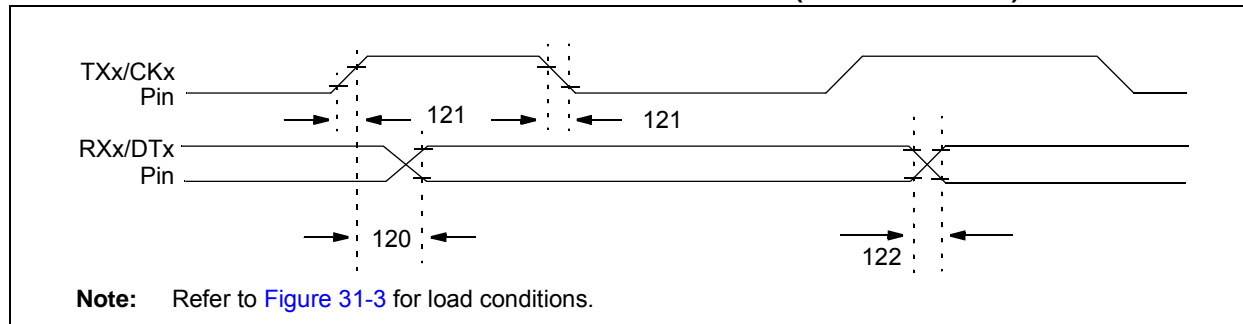 TXx/CKx
Pin
121
121
RXx/DTx
Pin
120
122
Note: Refer to Figure 31-3 for load conditions.